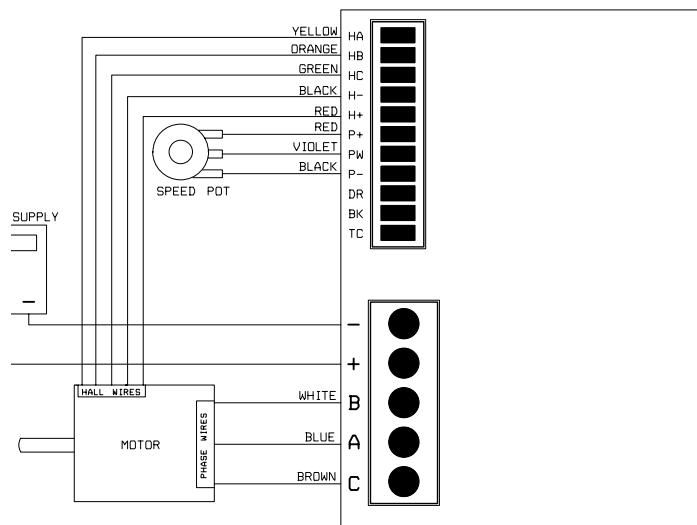 YELLOW HA
ORANGE HB
GREEN HC
BLACK H-
RED H+
RED P+
VIOLET PW
BLACK P-
SPEED POT
DR
BK
TC
SUPPLY
-
-
+
HALL WIRES
WHITE B
MOTOR
PHASE WIRES
BLUE A
BROWN C